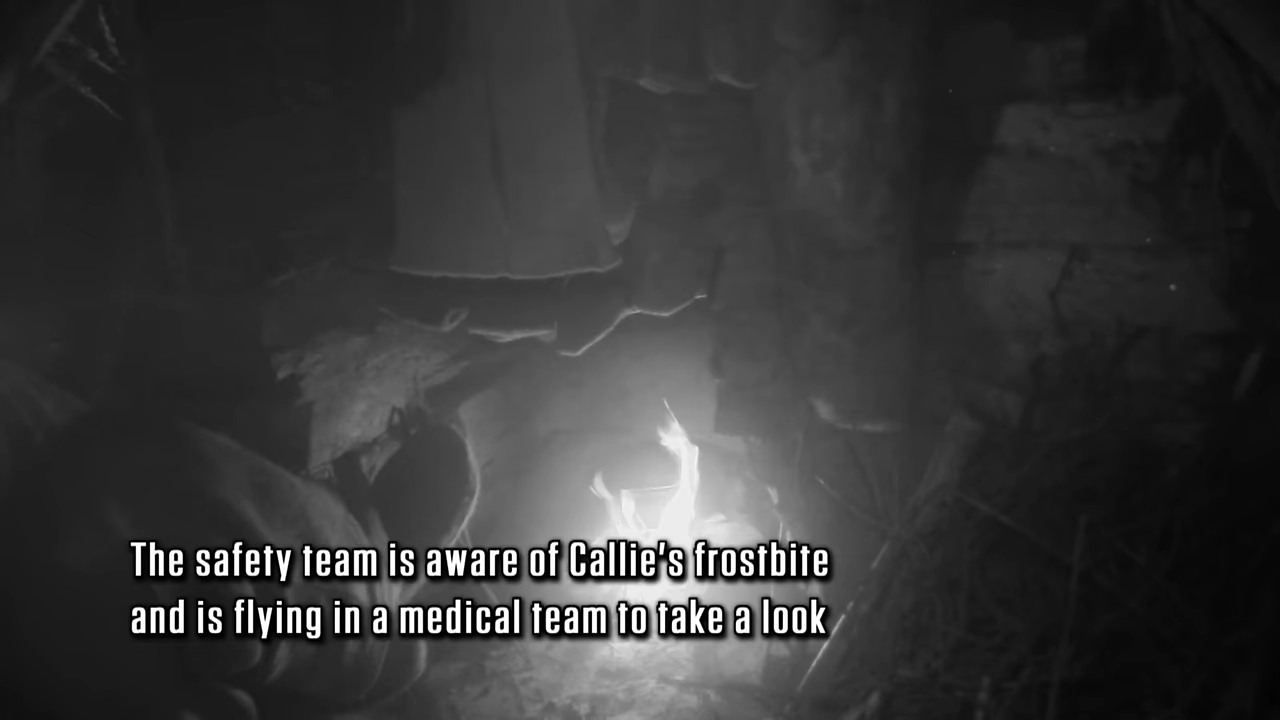 The safety team is aware of Callie's frostbite
and is flying in a medical team to take a look